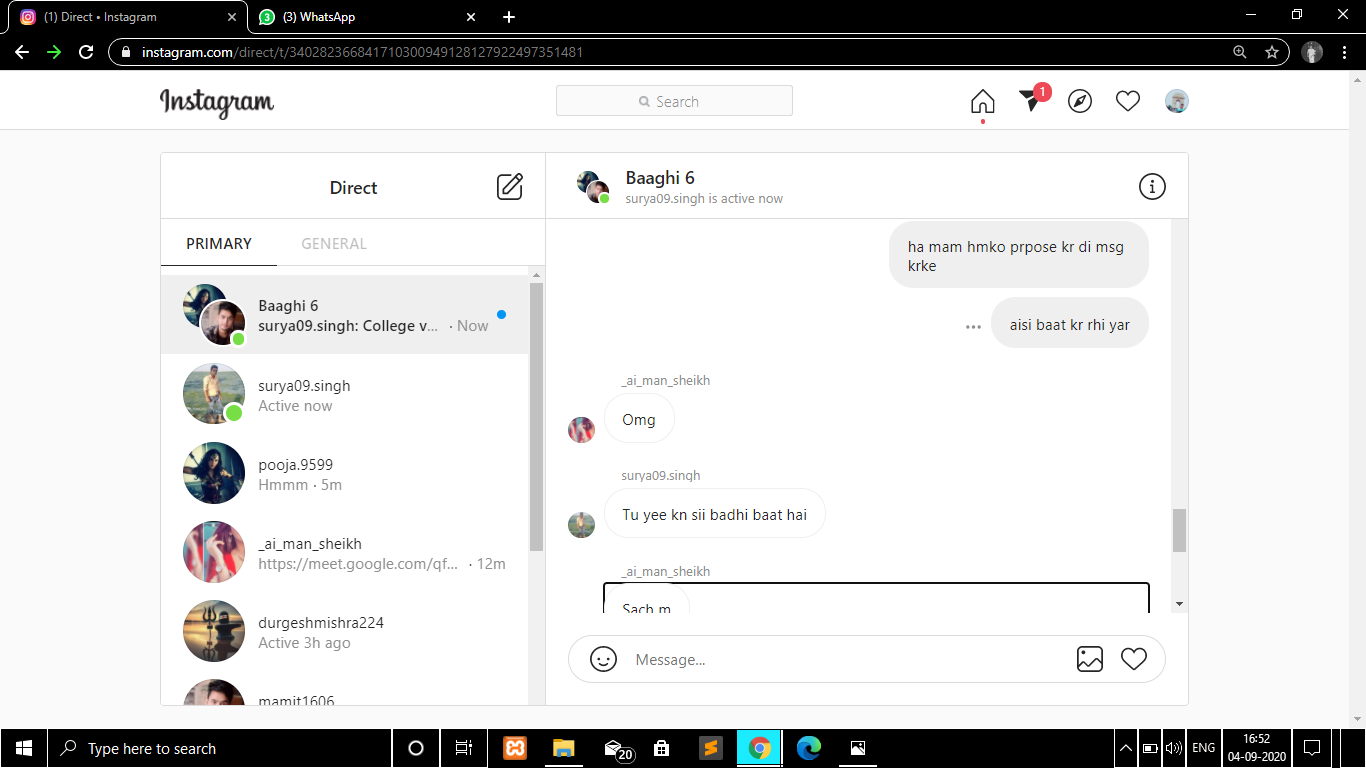 (1) Direct • Instagram
(3) WhatsApp
instagram.com/direct/t/340282366841710300949128127922497351481
Instagram
Search
1
Direct
Baaghi 6
surya09.singh is active now
PRIMARY
GENERAL
Baaghi 6
surya09.singh: College v... · Now
surya09.singh
Active now
pooja.9599
Hmmm · 5m
_ai_man_sheikh
https://meet.google.com/qf... · 12m
durgeshmishra224
Active 3h ago
mamit1606
ha mam hmko prpose kr di msg
krke
aisi baat kr rhi yar
_ai_man_sheikh
Omg
surya09.singh
Tu yee kn sii badhi baat hai
_ai_man_sheikh
Sach m
Message...
Type here to search
20
ENG
16:52
04-09-2020